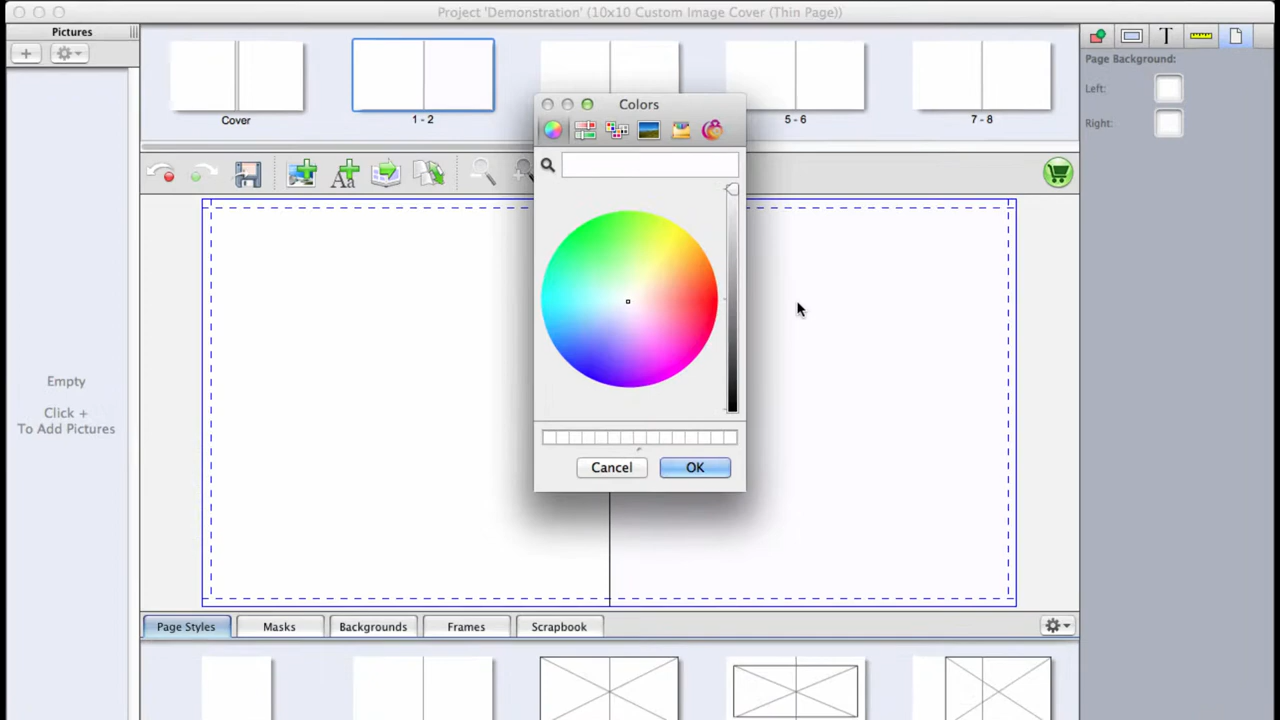 Project 'Demonstration' (10x10 Custom Image Cover (Thin Page))
Pictures
Cover
1 - 2
5 - 6
7 - 8
Page Background:
Left:
Right:
Colors
Empty
Click +
To Add Pictures
Cancel
OK
Page Styles
Masks
Backgrounds
Frames
Scrapbook